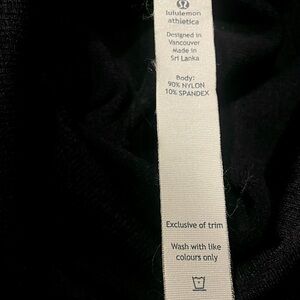 lululemon
athletica
Designed in
Vancouver
Made in
Sri Lanka
Body:
90% NYLON
10% SPANDEX
Exclusive of trim
Wash with like
colours only